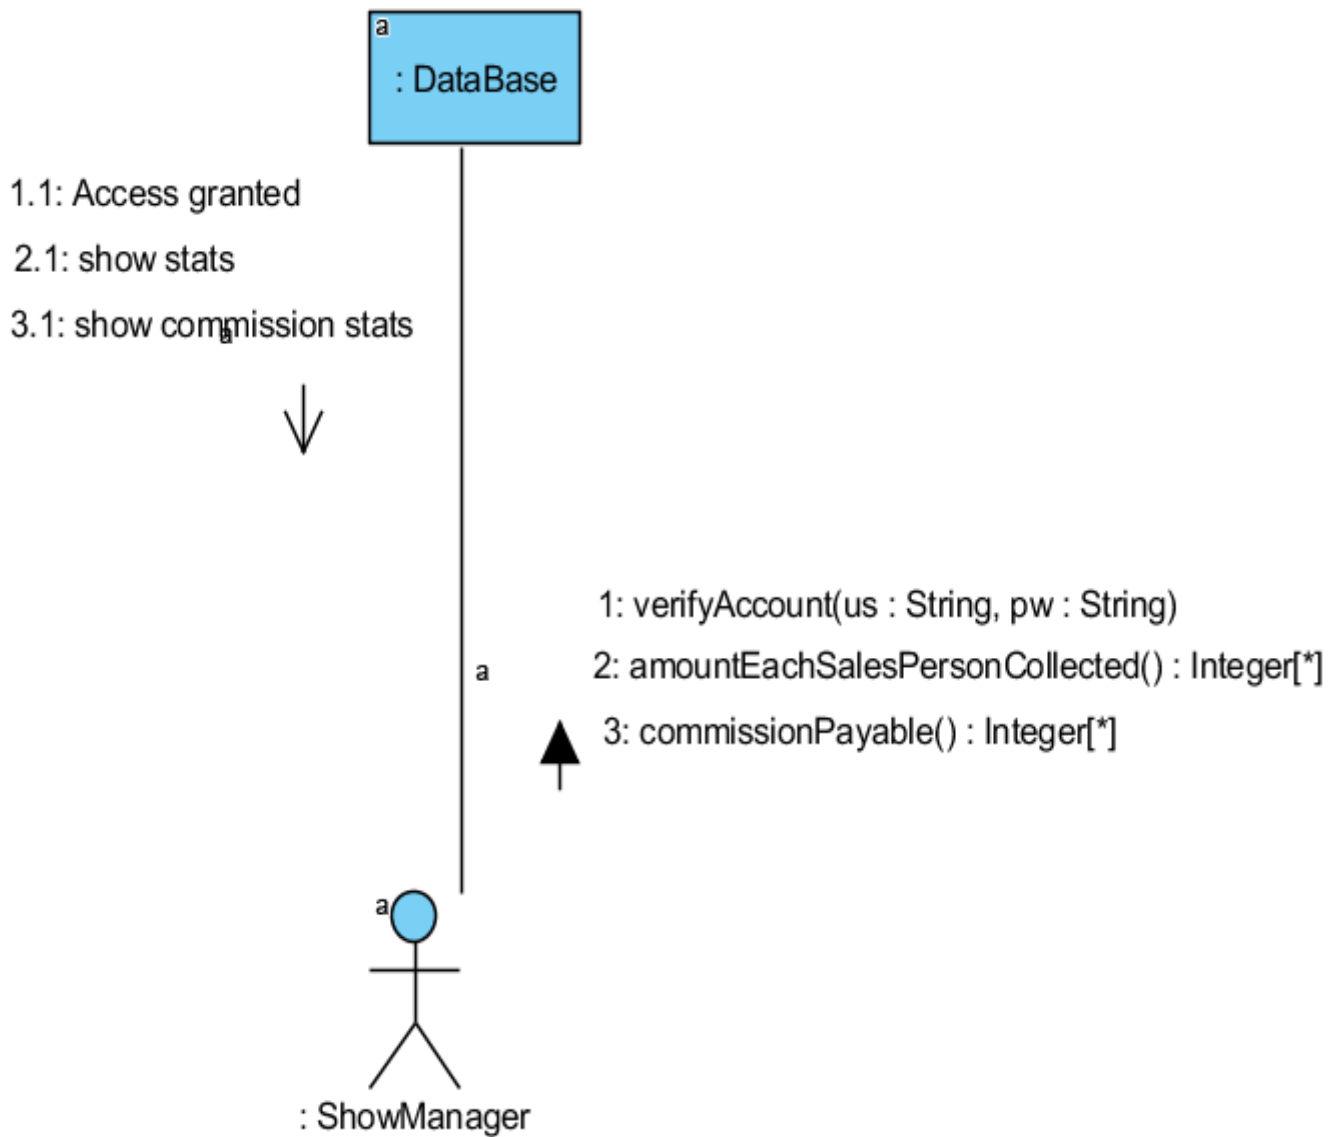 a
: DataBase
1.1: Access granted
2.1: show stats
3.1: show commission stats
a
1: verifyAccount(us : String, pw : String)
a
2: amountEachSalesPersonCollected() : Integer[*]
3: commissionPayable() : Integer[*]
a
: ShowManager